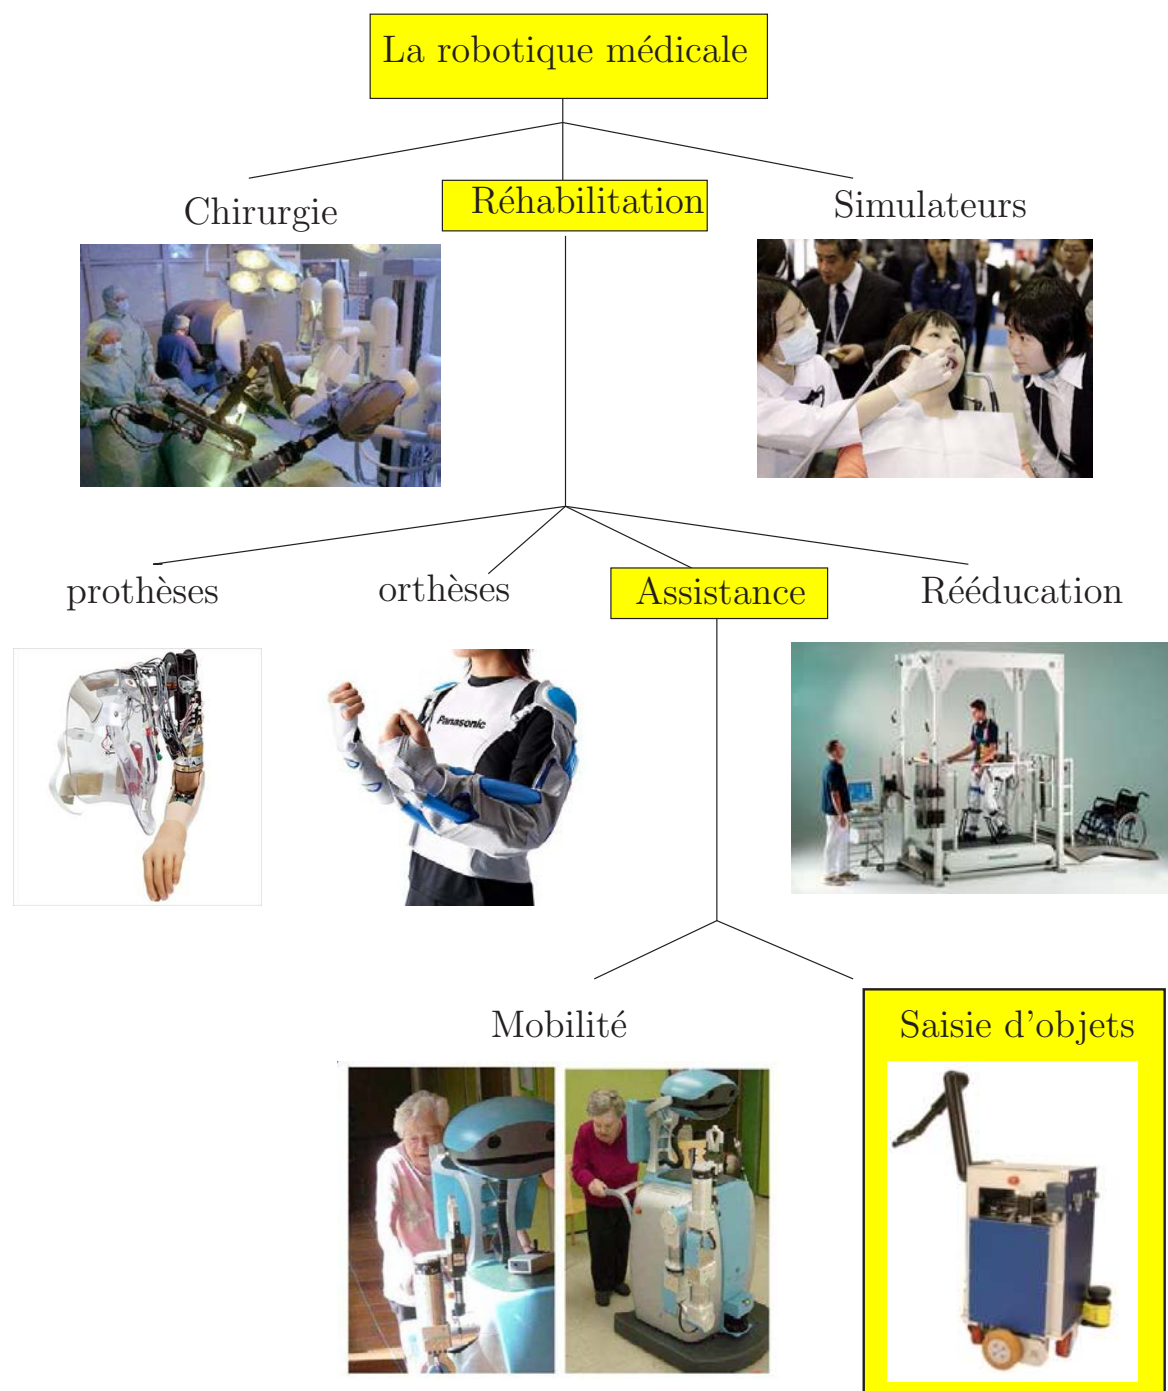 La robotique médicale
Chirurgie
Réhabilitation
Simulateurs
prothèses
orthèses
Assistance
Rééducation
Panasonic
Mobilité
Saisie d'objets